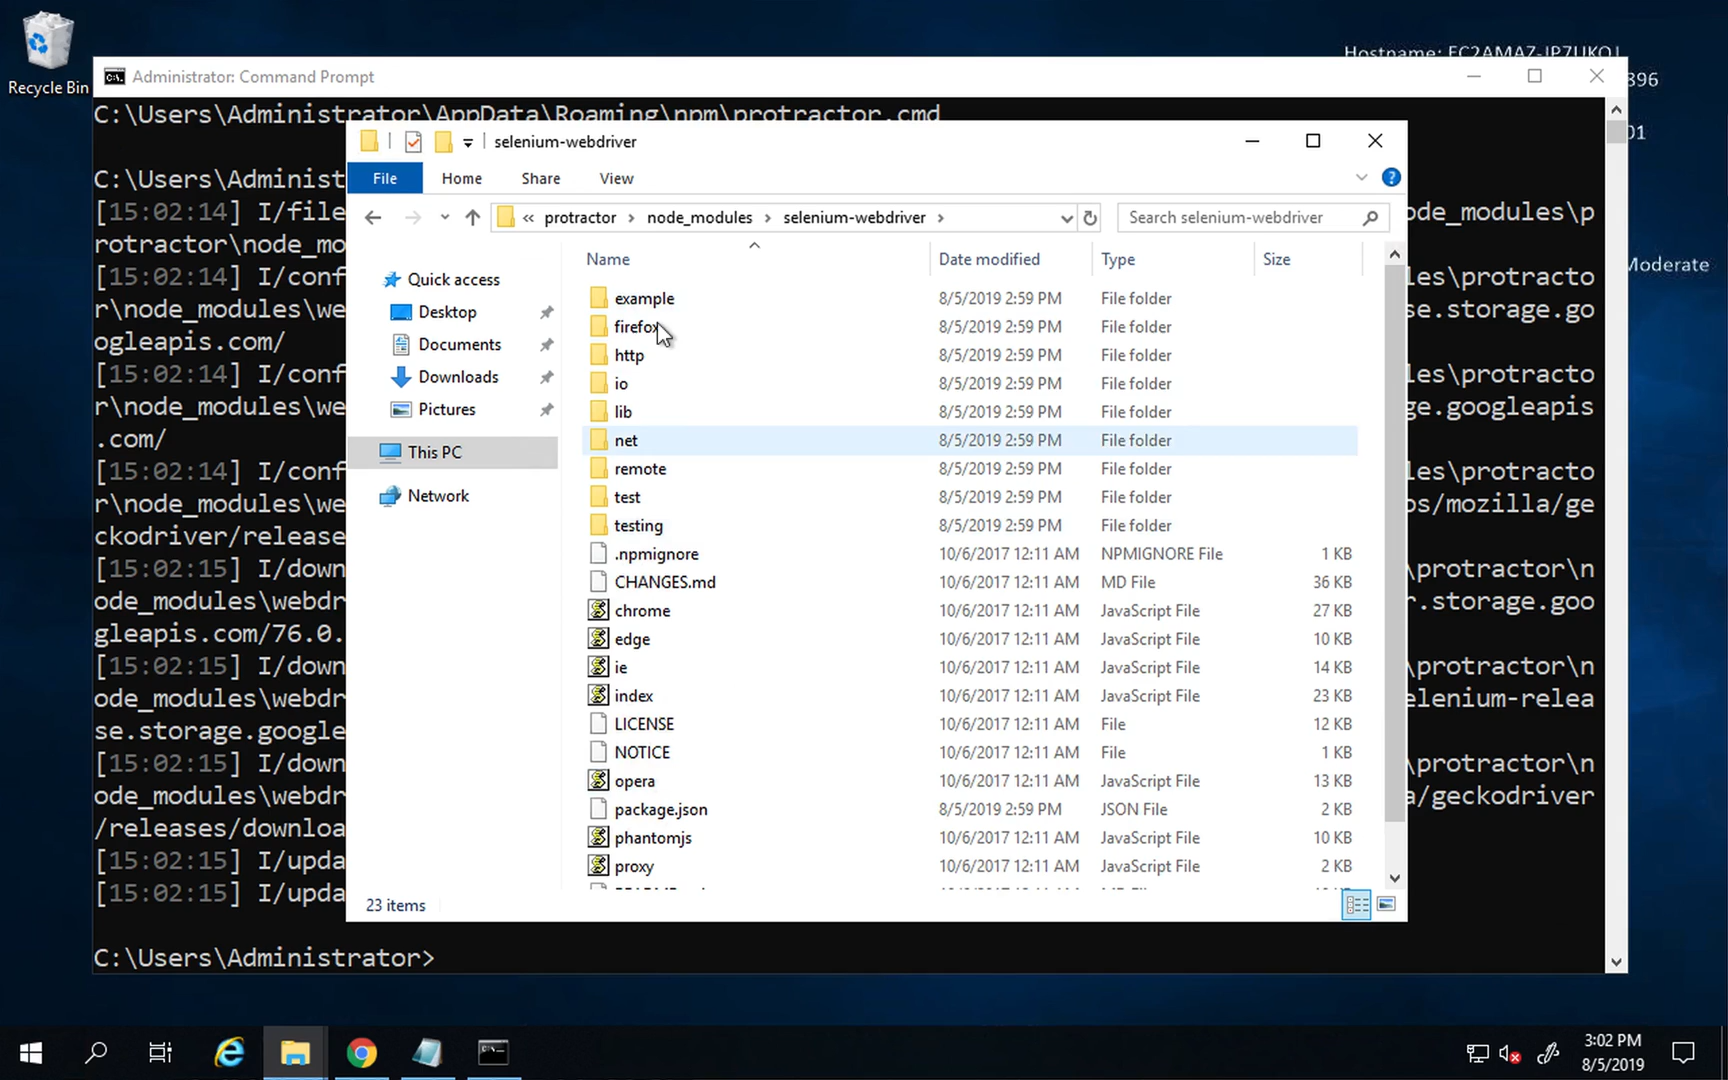 Recycle Bin
Hostname: EC2AMAZ-JP7UKOJ
896
01
Moderate
Administrator: Command Prompt
C:\Users\Administrator\AppData\Roaming\npm\protractor.cmd
C:\Users\Administ
[15:02:14] I/file
ode_modules\p
rotractor\node_mo
[15:02:14] I/conf
les\protracto
r\node_modules\we
se.storage.go
ogleapis.com/
[15:02:14] I/conf
les\protracto
r\node_modules\we
ge.googleapis
.com/
[15:02:14] I/conf
les\protracto
r\node_modules\we
os/mozilla/ge
ckodriver/release
[15:02:15] I/down
\protractor\n
ode_modules\webdr
r.storage.goo
gleapis.com/76.0.
[15:02:15] I/down
\protractor\n
ode_modules\webdr
elenium-relea
se.storage.google
[15:02:15] I/down
\protractor\n
ode_modules\webdr
a/geckodriver
/releases/downloa
[15:02:15] I/upda
[15:02:15] I/upda
C:\Users\Administrator>
selenium-webdriver
File Home Share View
« protractor > node_modules > selenium-webdriver >
Search selenium-webdriver
Quick access
Desktop
Documents
Downloads
Pictures
This PC
Network
Name Date modified Type Size
example 8/5/2019 2:59 PM File folder
firefox 8/5/2019 2:59 PM File folder
http 8/5/2019 2:59 PM File folder
io 8/5/2019 2:59 PM File folder
lib 8/5/2019 2:59 PM File folder
net 8/5/2019 2:59 PM File folder
remote 8/5/2019 2:59 PM File folder
test 8/5/2019 2:59 PM File folder
testing 8/5/2019 2:59 PM File folder
.npmignore 10/6/2017 12:11 AM NPMIGNORE File 1 KB
CHANGES.md 10/6/2017 12:11 AM MD File 36 KB
chrome 10/6/2017 12:11 AM JavaScript File 27 KB
edge 10/6/2017 12:11 AM JavaScript File 10 KB
ie 10/6/2017 12:11 AM JavaScript File 14 KB
index 10/6/2017 12:11 AM JavaScript File 23 KB
LICENSE 10/6/2017 12:11 AM File 12 KB
NOTICE 10/6/2017 12:11 AM File 1 KB
opera 10/6/2017 12:11 AM JavaScript File 13 KB
package.json 8/5/2019 2:59 PM JSON File 2 KB
phantomjs 10/6/2017 12:11 AM JavaScript File 10 KB
proxy 10/6/2017 12:11 AM JavaScript File 2 KB
23 items
3:02 PM
8/5/2019